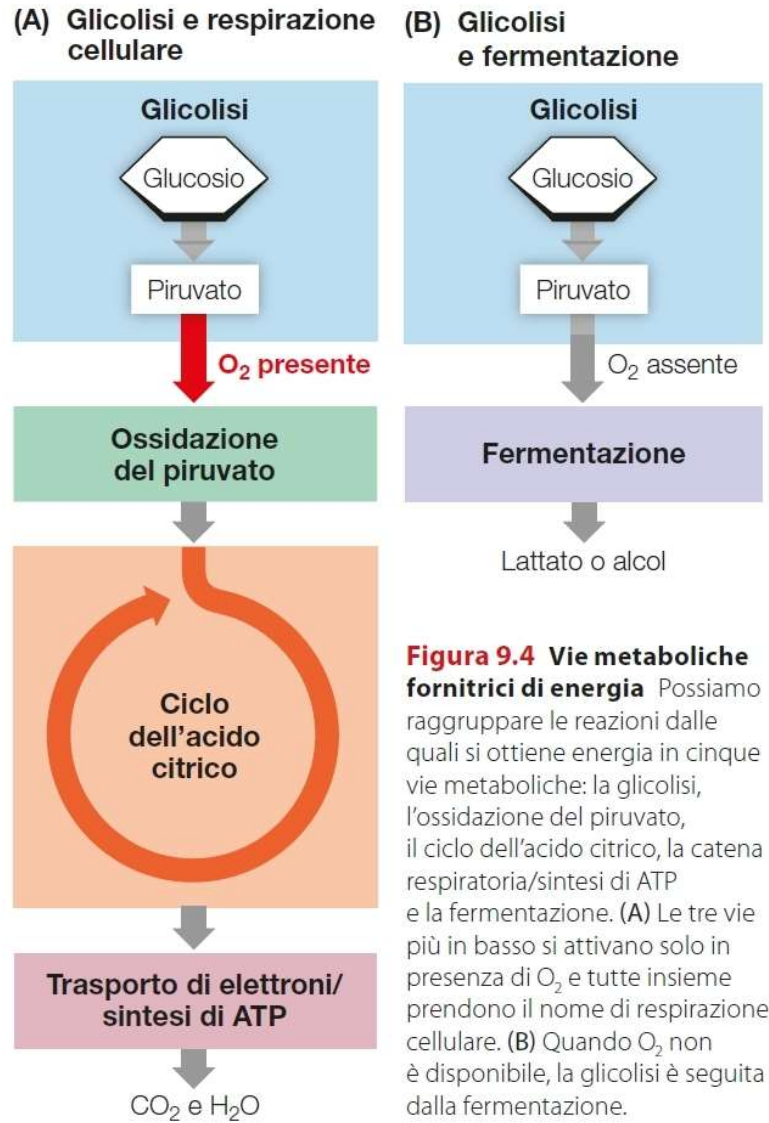 (A) Glicolisi e respirazione
cellulare
Glicolisi
Glucosio
Piruvato
O₂ presente
Ossidazione
del piruvato
Ciclo
dell'acido
citrico
Trasporto di elettroni/
sintesi di ATP
CO₂ e H₂O
(B) Glicolisi
e fermentazione
Glicolisi
Glucosio
Piruvato
O₂ assente
Fermentazione
Lattato o alcol
Figura 9.4 Vie metaboliche
fornitrici di energia Possiamo
raggruppare le reazioni dalle
quali si ottiene energia in cinque
vie metaboliche: la glicolisi,
l'ossidazione del piruvato,
il ciclo dell'acido citrico, la catena
respiratoria/sintesi di ATP
e la fermentazione. (A) Le tre vie
più in basso si attivano solo in
presenza di O₂ e tutte insieme
prendono il nome di respirazione
cellulare. (B) Quando O₂ non
è disponibile, la glicolisi è seguita
dalla fermentazione.